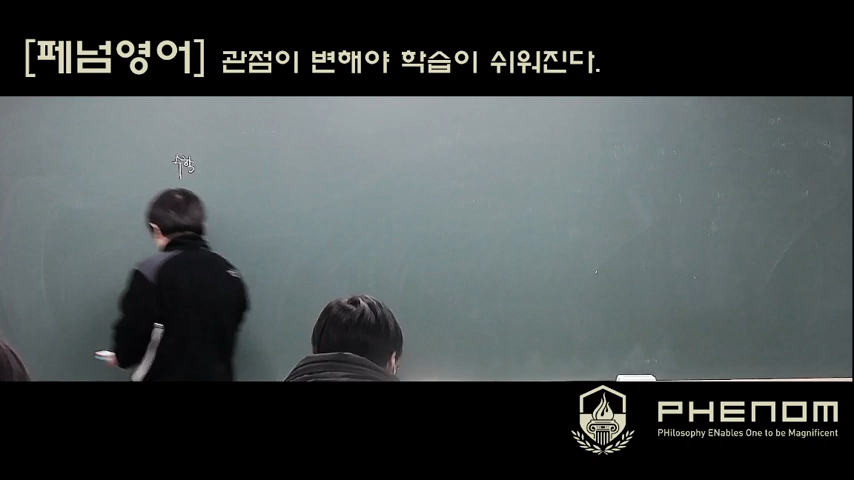 [페넘영어] 관점이 변해야 학습이 쉬워진다.
수행
PHENOM
PHilosophy ENables One to be Magnificent